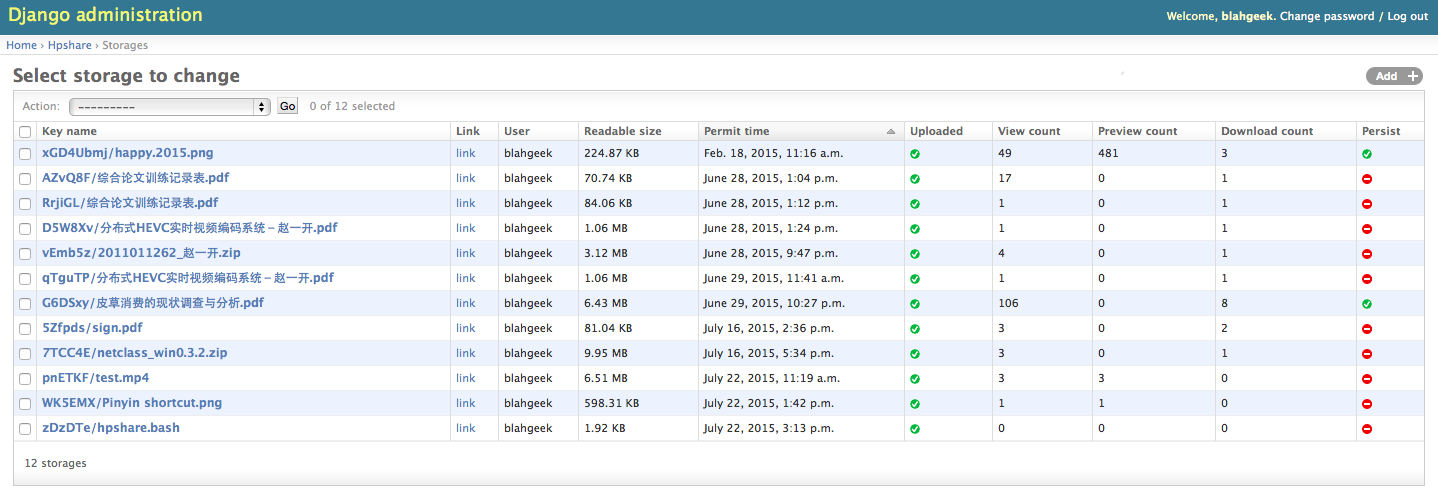 Django administration Welcome, blahgeek. Change password / Log out
Home › Hpshare › Storages
Select storage to change Add +
Action: --------- Go 0 of 12 selected
Key name Link User Readable size Permit time Uploaded View count Preview count Download count Persist
xGD4Ubmj/happy.2015.png link blahgeek 224.87 KB Feb. 18, 2015, 11:16 a.m. 49 481 3
AZvQ8F/综合论文训练记录表.pdf link blahgeek 70.74 KB June 28, 2015, 1:04 p.m. 17 0 1
RrjiGL/综合论文训练记录表.pdf link blahgeek 84.06 KB June 28, 2015, 1:12 p.m. 1 0 1
D5W8Xv/分布式HEVC实时视频编码系统－赵一开.pdf link blahgeek 1.06 MB June 28, 2015, 1:24 p.m. 1 0 1
vEmb5z/2011011262_赵一开.zip link blahgeek 3.12 MB June 28, 2015, 9:47 p.m. 4 0 1
qTguTP/分布式HEVC实时视频编码系统－赵一开.pdf link blahgeek 1.06 MB June 29, 2015, 11:41 a.m. 1 0 1
G6DSxy/皮草消费的现状调查与分析.pdf link blahgeek 6.43 MB June 29, 2015, 10:27 p.m. 106 0 8
5Zfpds/sign.pdf link blahgeek 81.04 KB July 16, 2015, 2:36 p.m. 3 0 2
7TCC4E/netclass_win0.3.2.zip link blahgeek 9.95 MB July 16, 2015, 5:34 p.m. 3 0 1
pnETKF/test.mp4 link blahgeek 6.51 MB July 22, 2015, 11:19 a.m. 3 3 0
WK5EMX/Pinyin shortcut.png link blahgeek 598.31 KB July 22, 2015, 1:42 p.m. 1 1 0
zDzDTe/hpshare.bash link blahgeek 1.92 KB July 22, 2015, 3:13 p.m. 0 0 0
12 storages